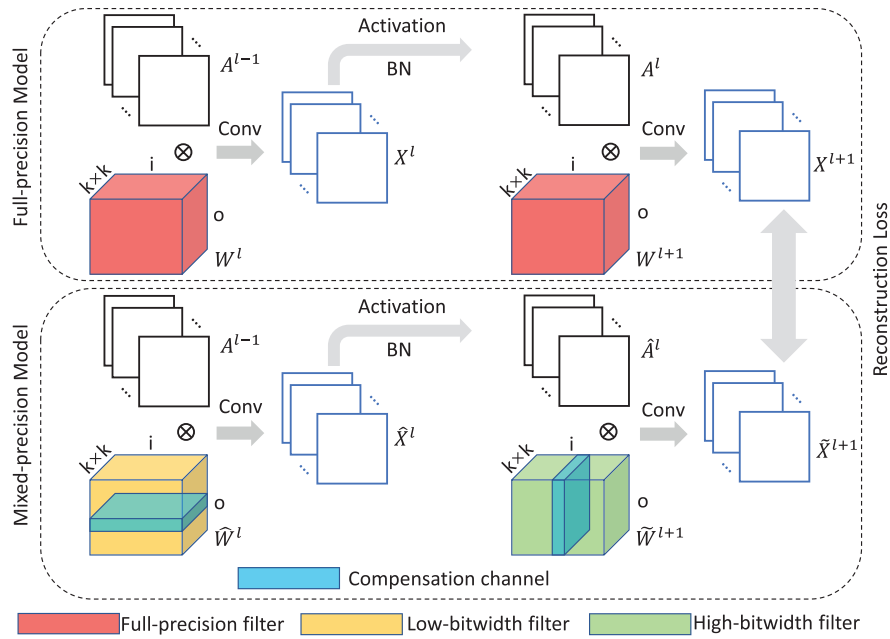 Full-precision Model
A^{l-1}
Activation
BN
A^l
Conv
⊗
X^l
⊗
Conv
X^{l+1}
k×k
i
o
W^l
k×k
i
o
W^{l+1}
Reconstruction Loss
Mixed-precision Model
A^{l-1}
Activation
BN
Â^l
Conv
⊗
X̂^l
⊗
Conv
X̃^{l+1}
k×k
i
o
Ŵ^l
k×k
i
o
W̃^{l+1}
Compensation channel
Full-precision filter
Low-bitwidth filter
High-bitwidth filter